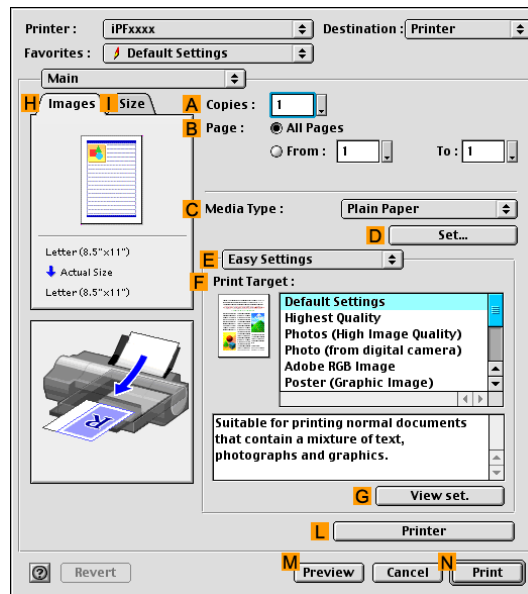 Printer : iPFxxxx Destination : Printer
Favorites : Default Settings
Main
H Images I Size
A Copies : 1
B Page : All Pages
From : 1 To : 1
C Media Type : Plain Paper
D Set...
Letter (8.5"x11")
Actual Size
Letter (8.5"x11")
E Easy Settings
F Print Target :
Default Settings
Highest Quality
Photos (High Image Quality)
Photo (from digital camera)
Adobe RGB Image
Poster (Graphic Image)
R
Suitable for printing normal documents
that contain a mixture of text,
photographs and graphics.
G View set.
L Printer
? Revert M Preview Cancel N Print